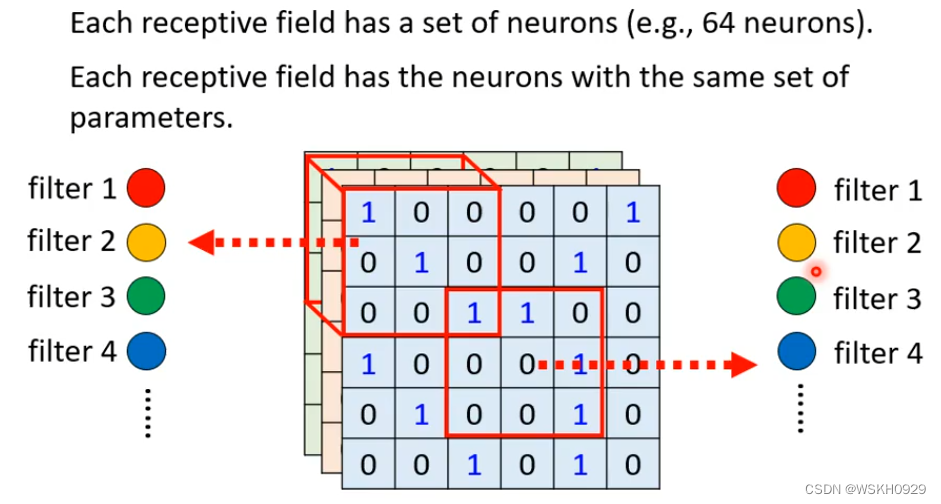 Each receptive field has a set of neurons (e.g., 64 neurons).
Each receptive field has the neurons with the same set of
parameters.
filter 1
filter 2
filter 3
filter 4
1 0 0 0 0 1
0 1 0 0 1 0
0 0 1 1 0 0
1 0 0 0 1 0
0 1 0 0 1 0
0 0 1 0 1 0
filter 1
filter 2
filter 3
filter 4
CSDN @WSKH0929